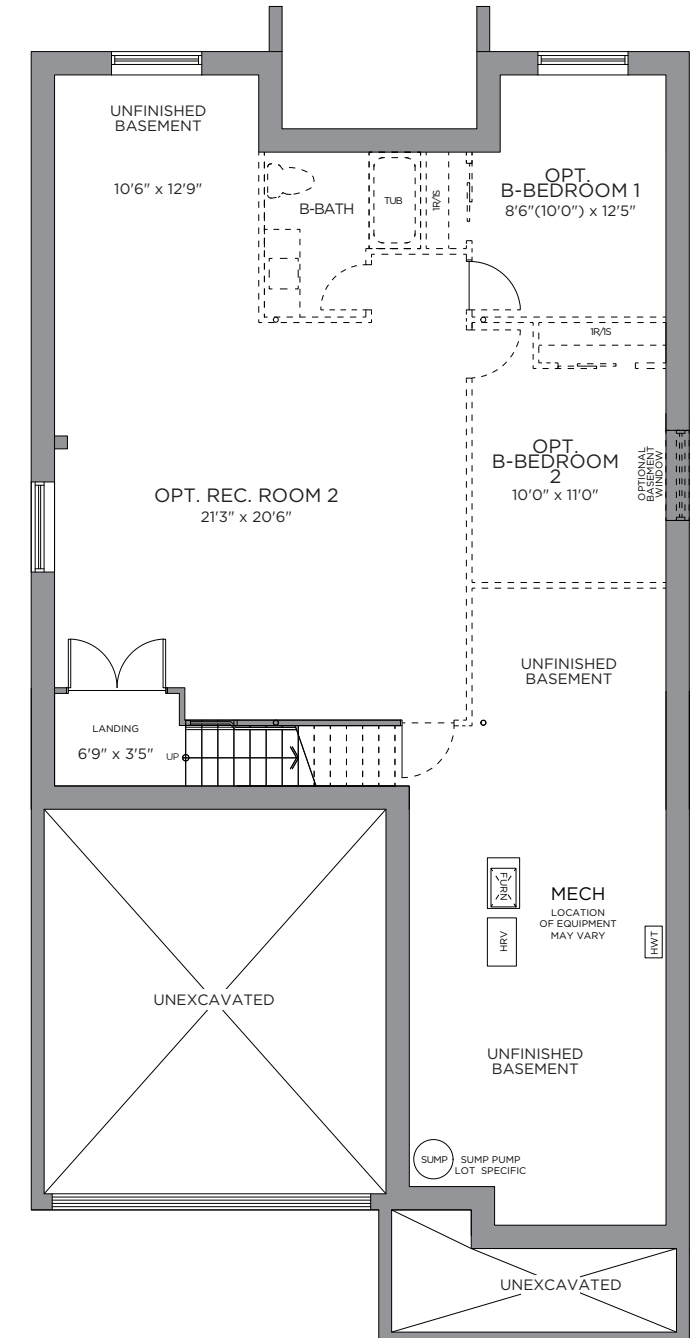 UNFINISHED
BASEMENT
10'6" x 12'9"
B-BATH
TUB
1R/1S
OPT.
B-BEDROOM 1
8'6"(10'0") x 12'5"
1R/1S
OPT.
B-BEDROOM
2
10'0" x 11'0"
OPTIONAL
BASEMENT
WINDOW
OPT. REC. ROOM 2
21'3" x 20'6"
UNFINISHED
BASEMENT
LANDING
6'9" x 3'5"
UP
FURN
HRV
MECH
LOCATION
OF EQUIPMENT
MAY VARY
HWT
UNEXCAVATED
UNFINISHED
BASEMENT
SUMP
SUMP PUMP
LOT SPECIFIC
UNEXCAVATED